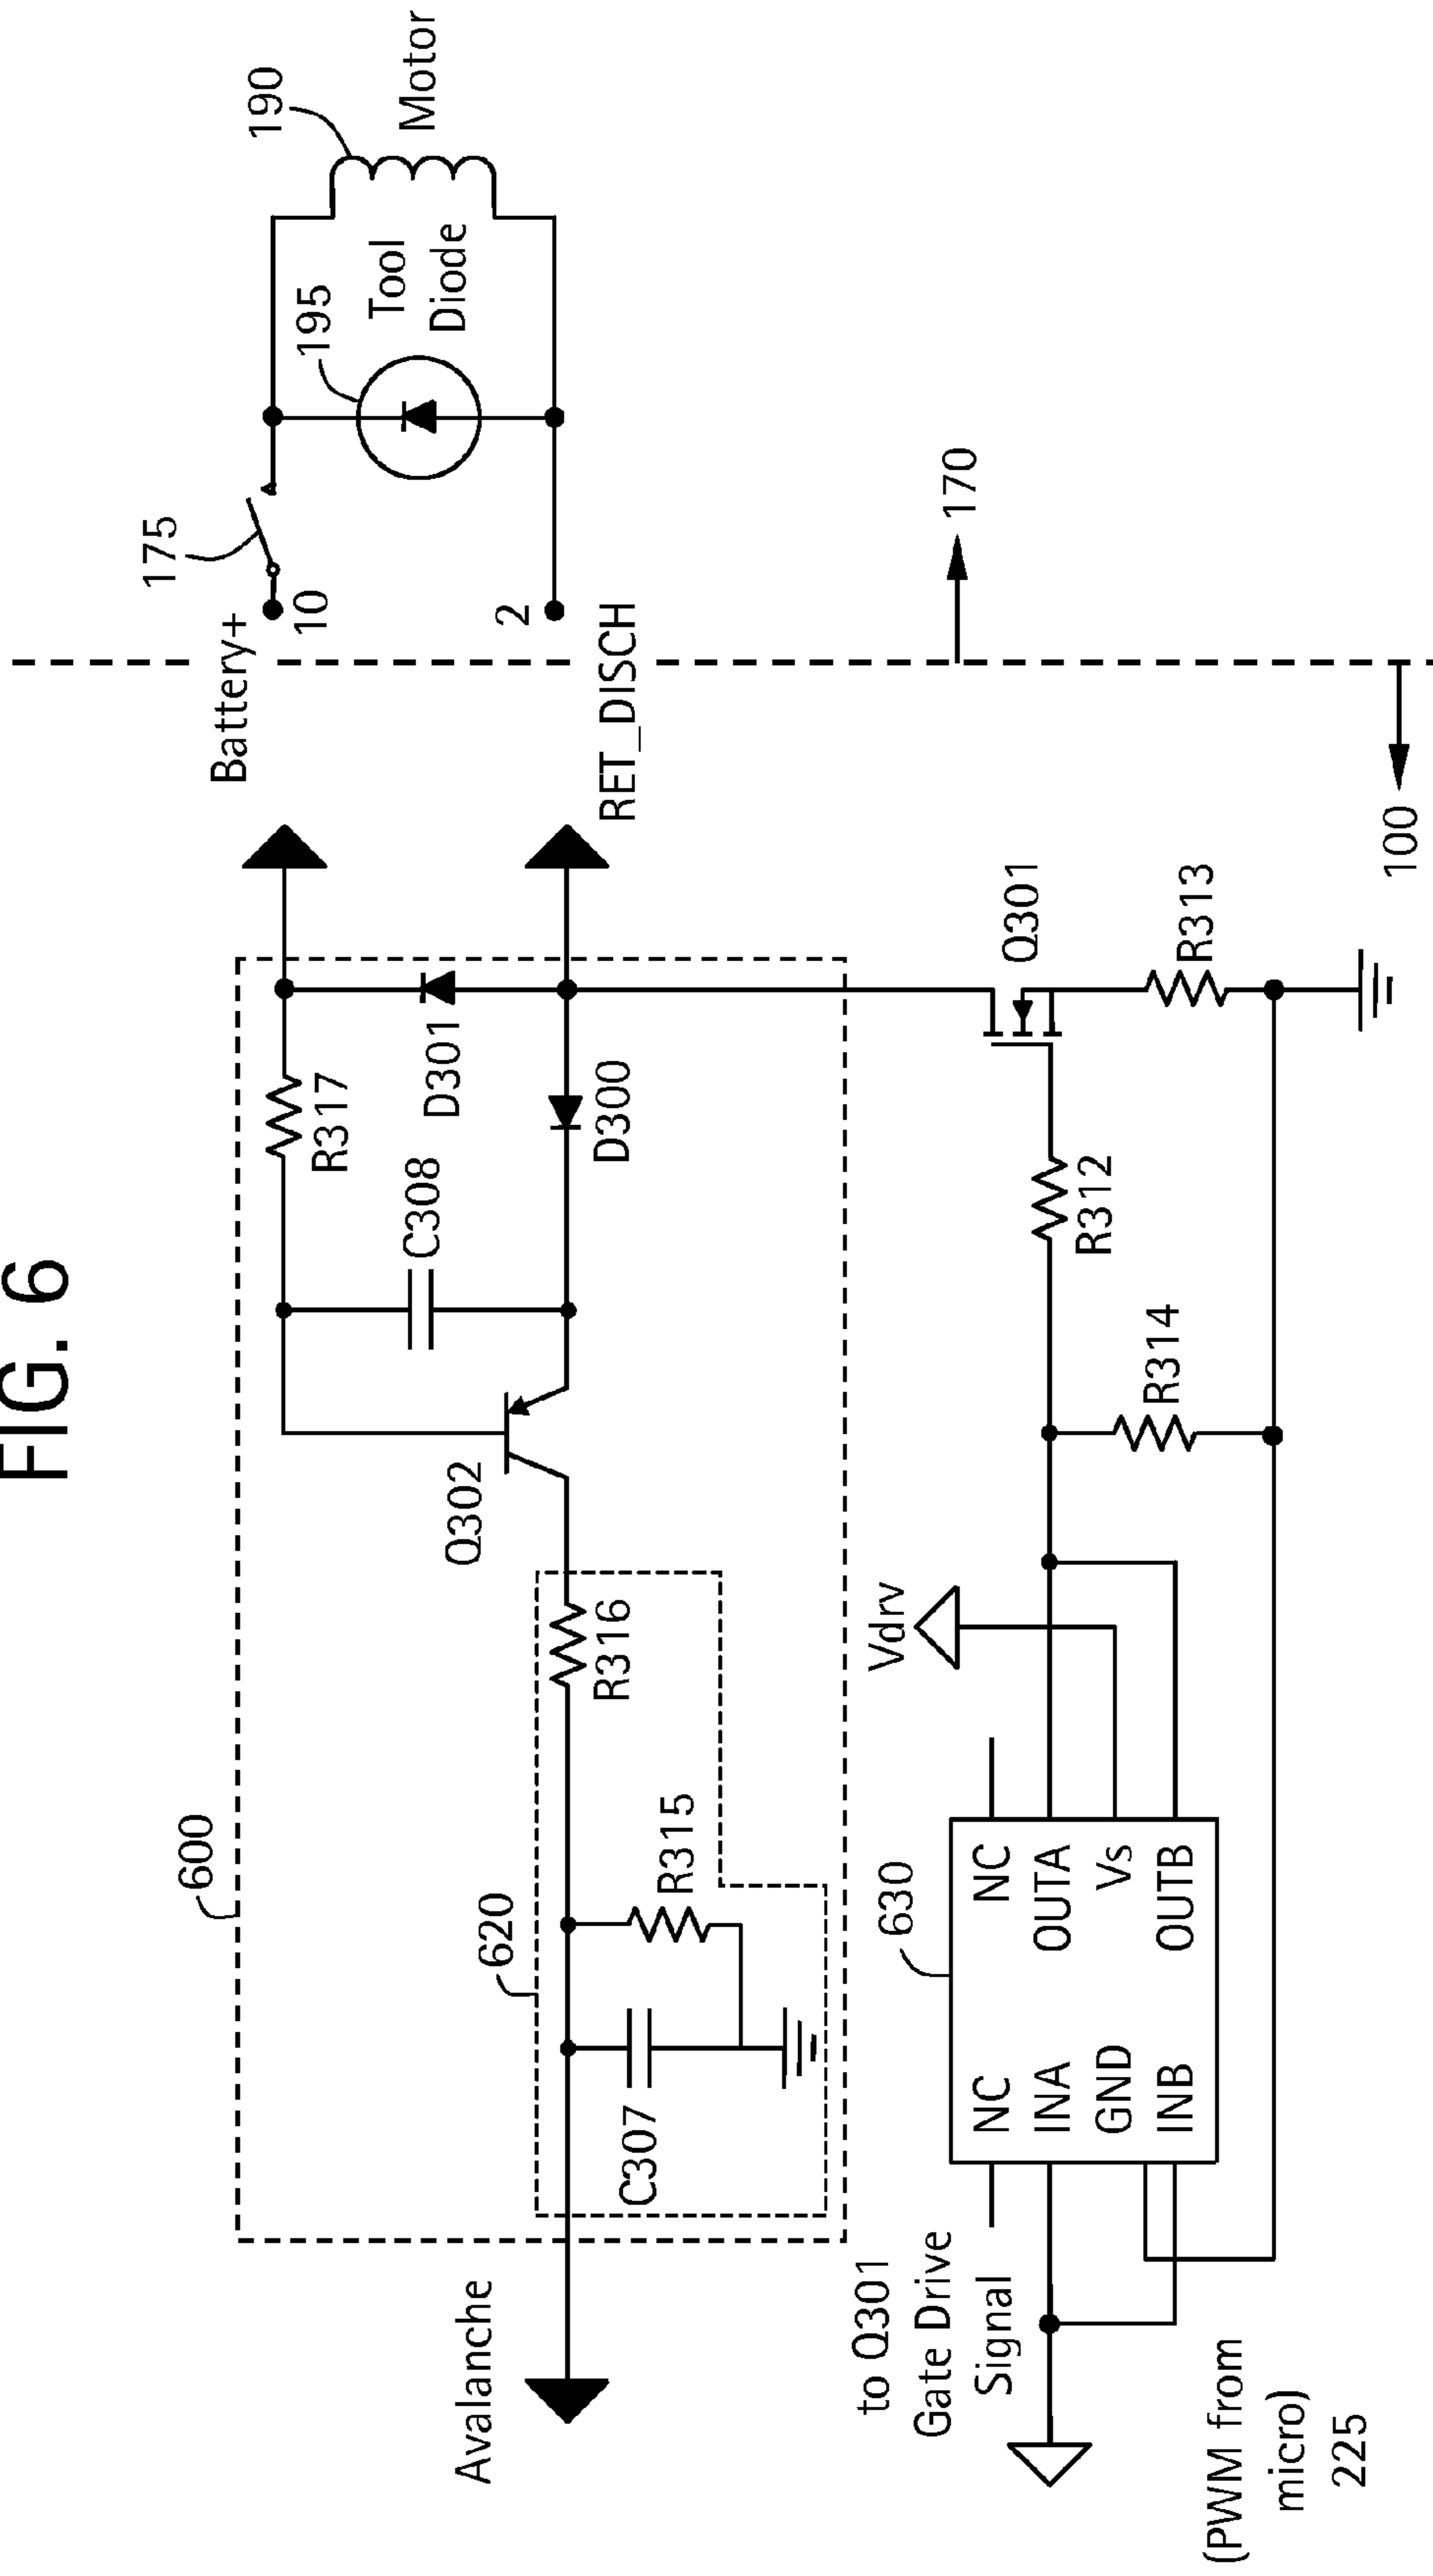 FIG. 6
600
Battery+
175
10
190
Motor
195
Tool
Diode
2
RET_DISCH
R317
D301
C308
D300
Q302
Avalanche
620
R316
R315
C307
to Q301
Gate Drive
Signal
(PWM from
micro)
225
630
NC
NC
INA
OUTA
GND
Vs
INB
OUTB
Vdrv
R314
R312
Q301
R313
170
100